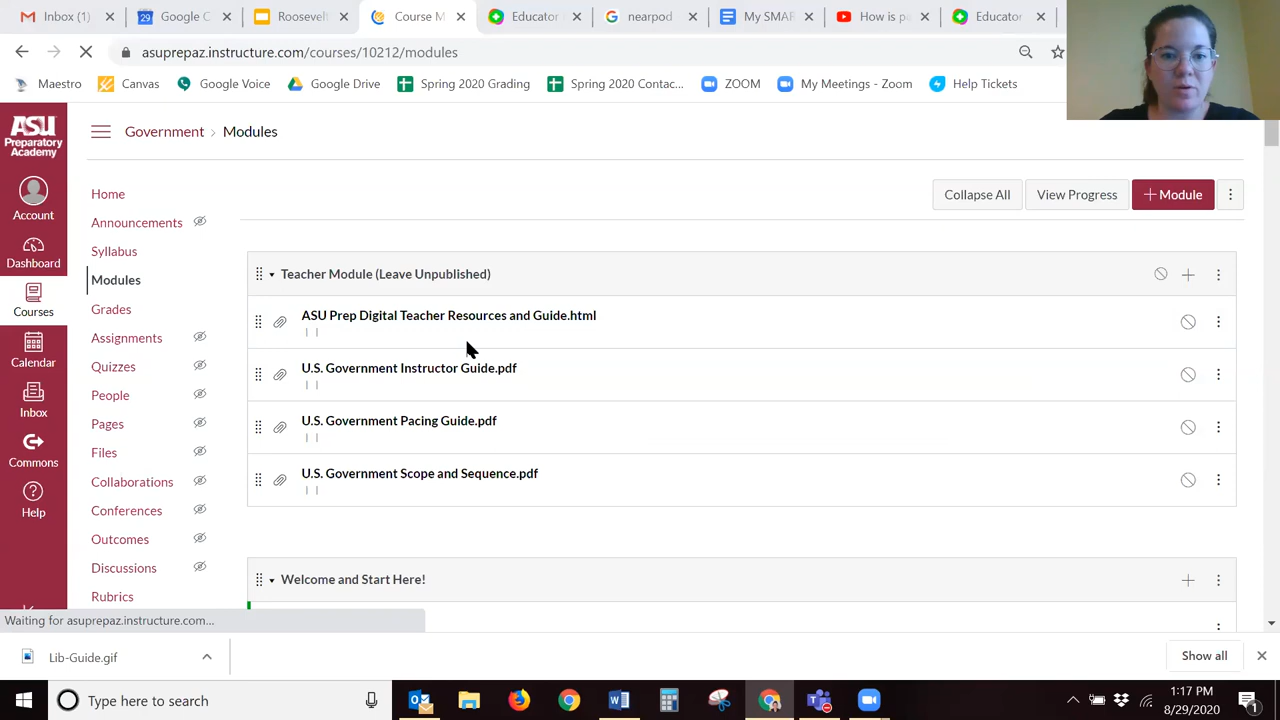 Inbox (1)
Google C
Roosevelt
Course M
Educator
nearpod
My SMAR
How is p
Educator
asuprepaz.instructure.com/courses/10212/modules
Maestro
Canvas
Google Voice
Google Drive
Spring 2020 Grading
Spring 2020 Contac...
ZOOM
My Meetings - Zoom
Help Tickets
ASU Preparatory Academy
Government > Modules
Account
Dashboard
Courses
Calendar
Inbox
Commons
Help
Home
Announcements
Syllabus
Modules
Grades
Assignments
Quizzes
People
Pages
Files
Collaborations
Conferences
Outcomes
Discussions
Rubrics
Collapse All
View Progress
+ Module
Teacher Module (Leave Unpublished)
ASU Prep Digital Teacher Resources and Guide.html
U.S. Government Instructor Guide.pdf
U.S. Government Pacing Guide.pdf
U.S. Government Scope and Sequence.pdf
Welcome and Start Here!
Waiting for asuprepaz.instructure.com...
Lib-Guide.gif
Show all
Type here to search
1:17 PM
8/29/2020